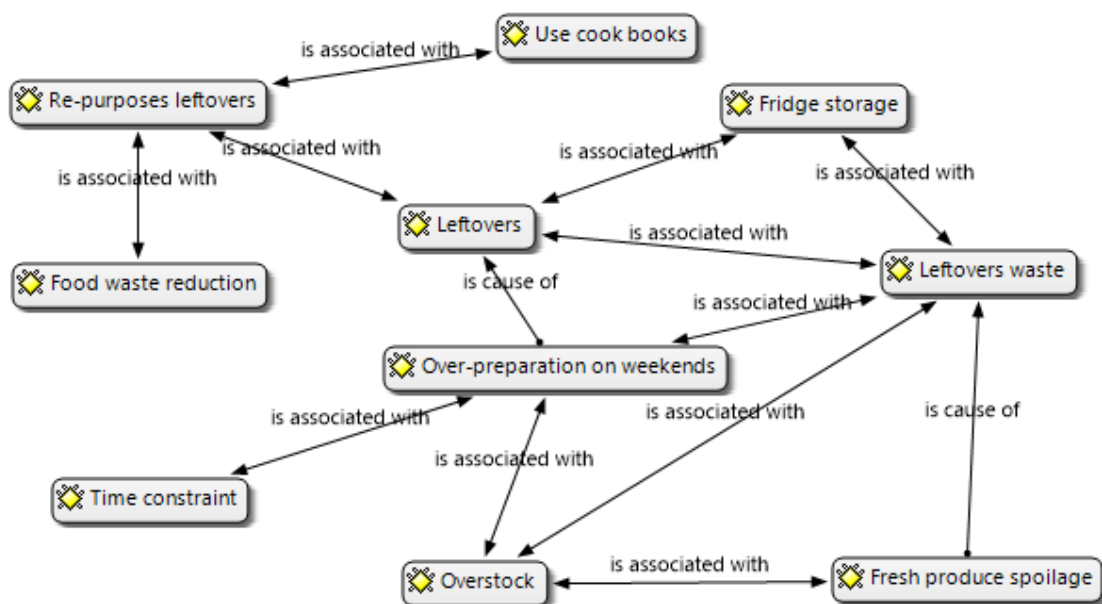 Use cook books
is associated with
Re-purposes leftovers
Fridge storage
is associated with
is associated with
is associated with
is associated with
Leftovers
is associated with
Leftovers waste
Food waste reduction
is cause of
is associated with
Over-preparation on weekends
is associated with
is associated with
is cause of
is associated with
Time constraint
is associated with
Overstock
Fresh produce spoilage